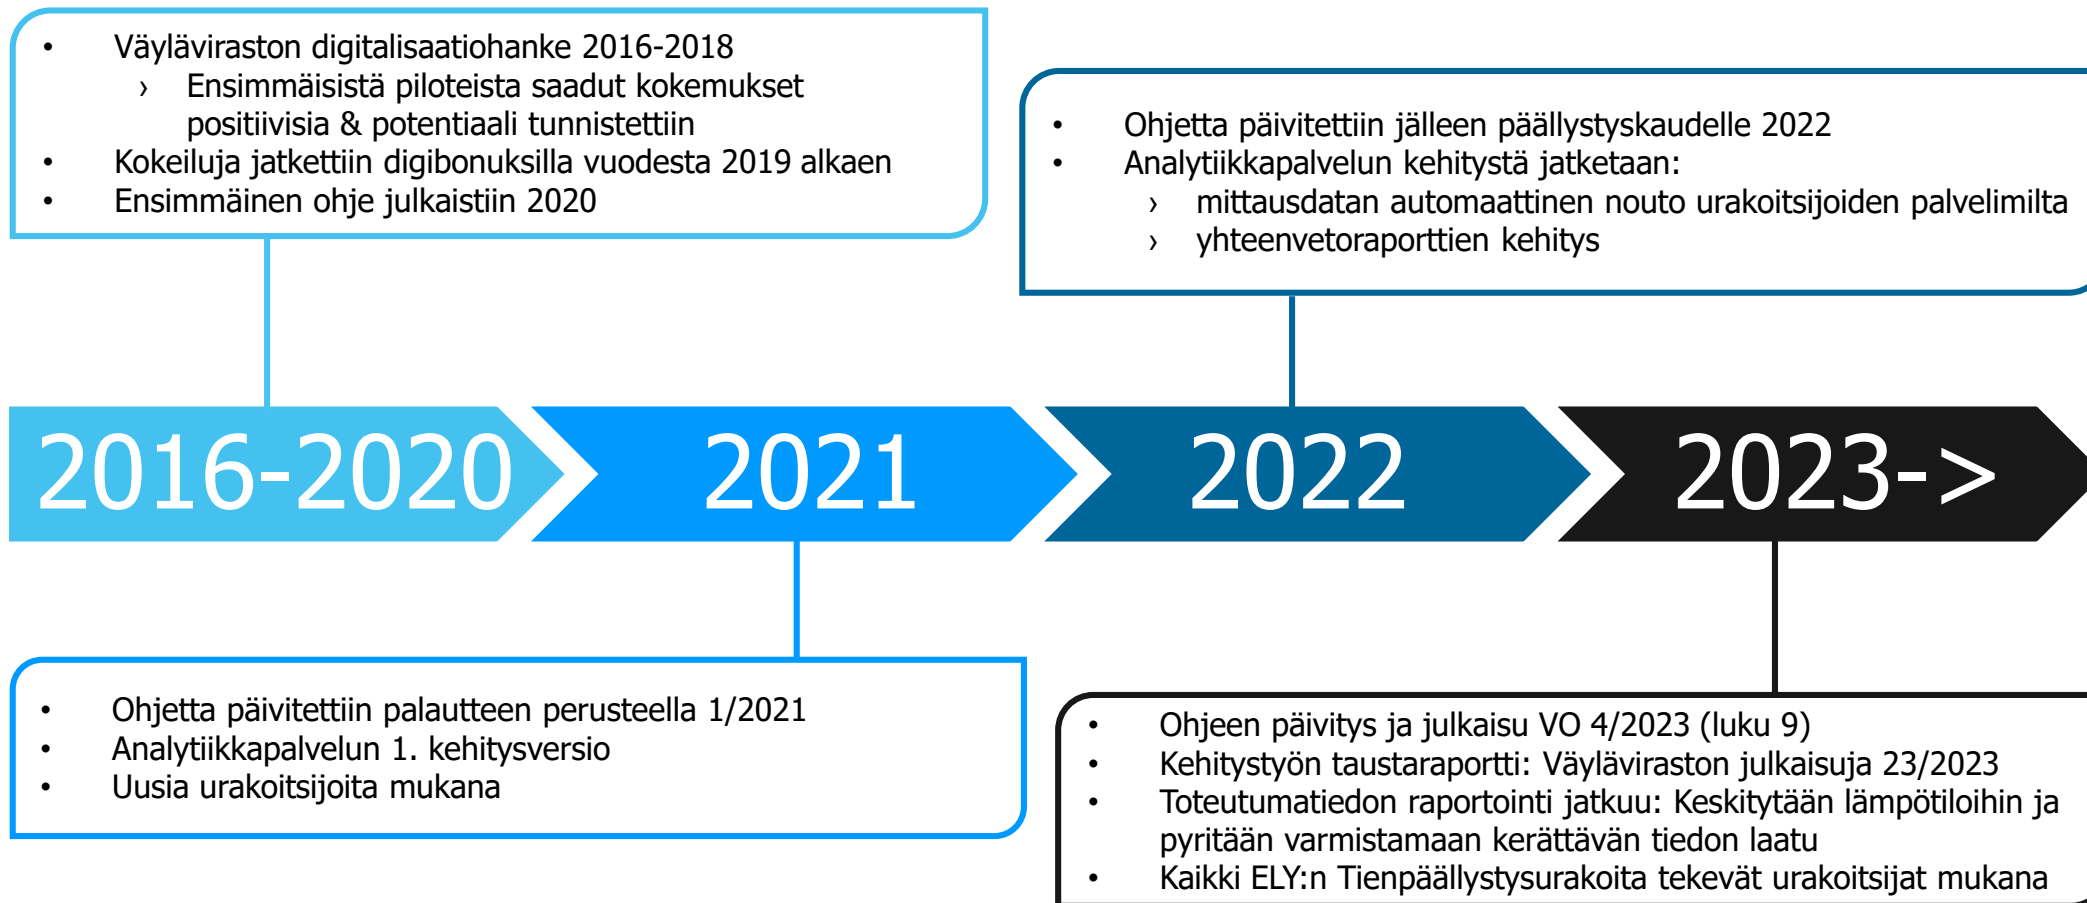 • Väyläviraston digitalisaatiohanke 2016-2018
› Ensimmäisistä piloteista saadut kokemukset
positiivisia & potentiaali tunnistettiin
• Kokeiluja jatkettiin digibonuksilla vuodesta 2019 alkaen
• Ensimmäinen ohje julkaistiin 2020
• Ohjetta päivitettiin jälleen päällystyskaudelle 2022
• Analytiikkapalvelun kehitystä jatketaan:
› mittausdatan automaattinen nouto urakoitsijoiden palvelimilta
› yhteenvetoraporttien kehitys
2016-2020
2021
2022
2023->
• Ohjetta päivitettiin palautteen perusteella 1/2021
• Analytiikkapalvelun 1. kehitysversio
• Uusia urakoitsijoita mukana
• Ohjeen päivitys ja julkaisu VO 4/2023 (luku 9)
• Kehitystyön taustaraportti: Väyläviraston julkaisuja 23/2023
• Toteutumatiedon raportointi jatkuu: Keskitytään lämpötiloihin ja
pyritään varmistamaan kerättävän tiedon laatu
• Kaikki ELY:n Tienpäällystysurakoita tekevät urakoitsijat mukana